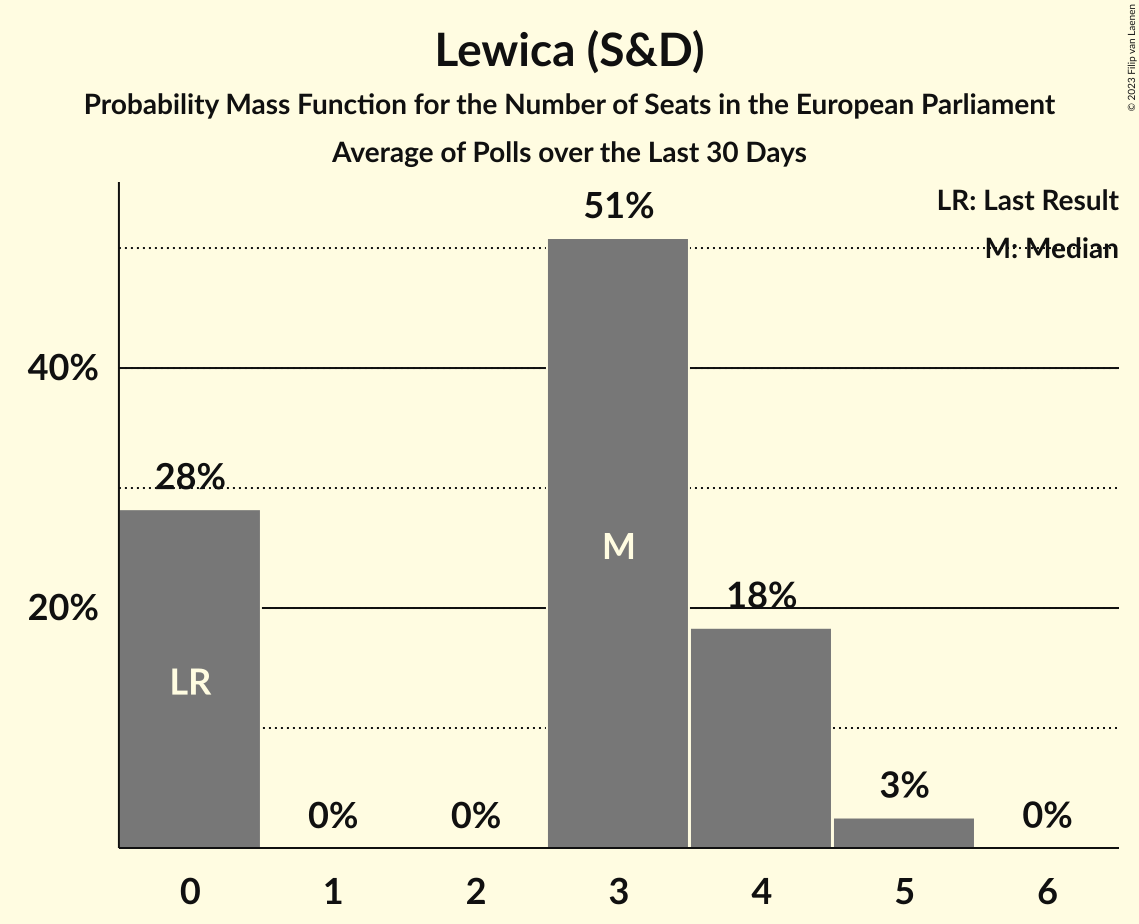 Lewica (S&D)
Probability Mass Function for the Number of Seats in the European Parliament
Average of Polls over the Last 30 Days
© 2023 Filip van Laenen
LR: Last Result
M: Median
51%
40%
28%
M
20%
18%
LR
3%
0%
0%
0%
0 1 2 3 4 5 6